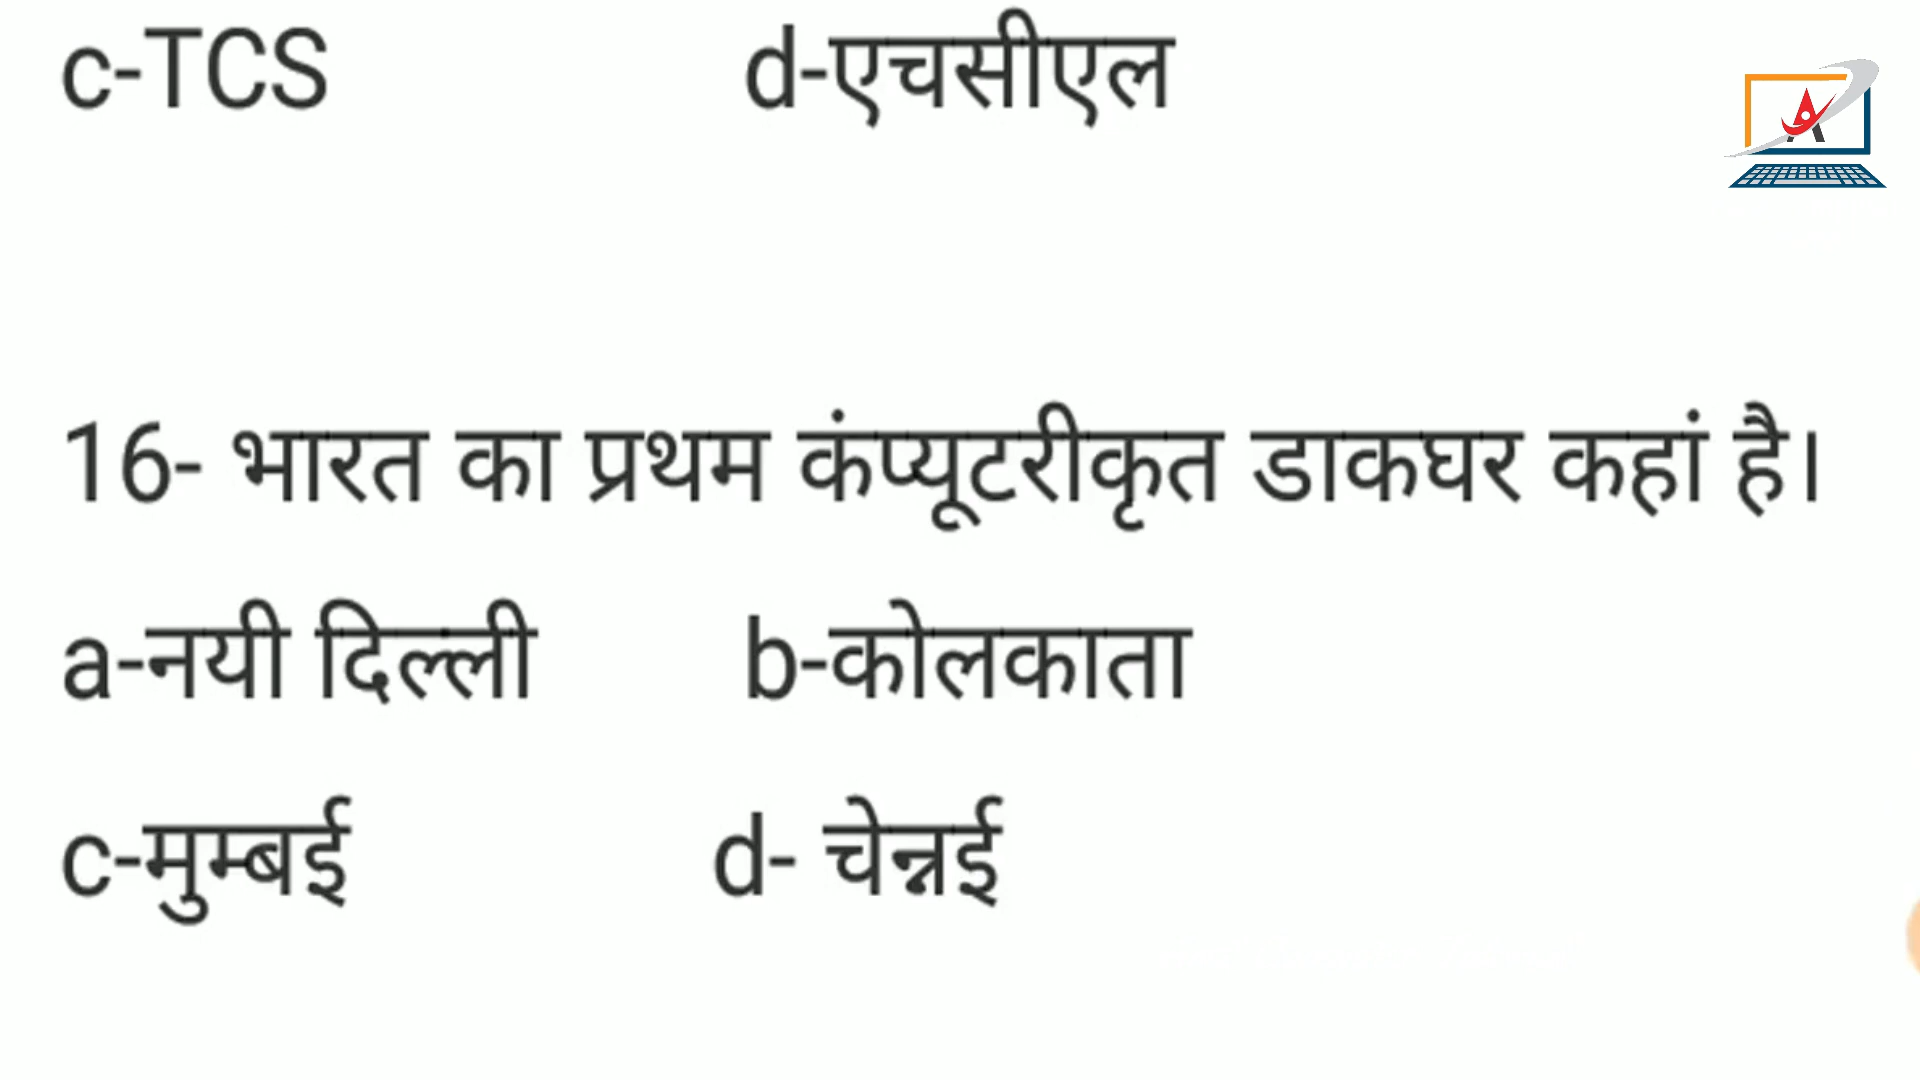 c-TCS d-एचसीएल
16- भारत का प्रथम कंप्यूटरीकृत डाकघर कहां है।
a-नयी दिल्ली b-कोलकाता
c-मुम्बई d- चेन्नई